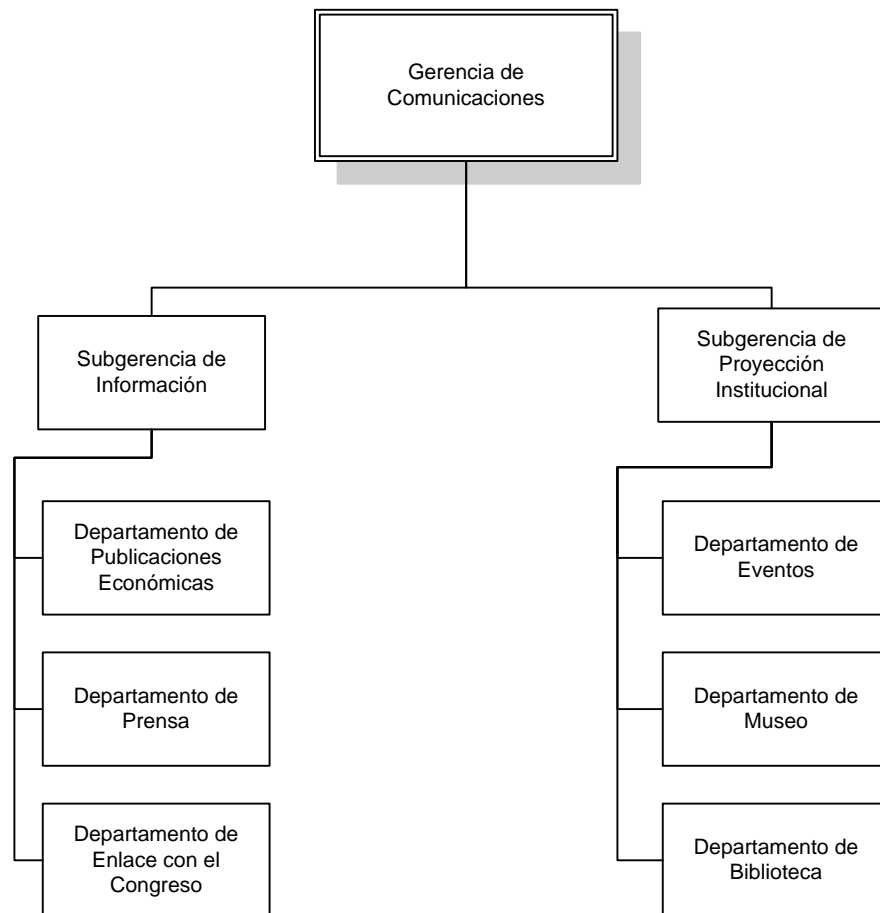 Gerencia de
Comunicaciones
Subgerencia de
Información
Subgerencia de
Proyección
Institucional
Departamento de
Publicaciones
Económicas
Departamento de
Eventos
Departamento de
Prensa
Departamento de
Museo
Departamento de
Enlace con el
Congreso
Departamento de
Biblioteca